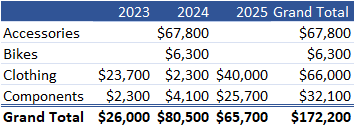 2023 2024 2025 Grand Total
Accessories $67,800 $67,800
Bikes $6,300 $6,300
Clothing $23,700 $2,300 $40,000 $66,000
Components $2,300 $4,100 $25,700 $32,100
Grand Total $26,000 $80,500 $65,700 $172,200